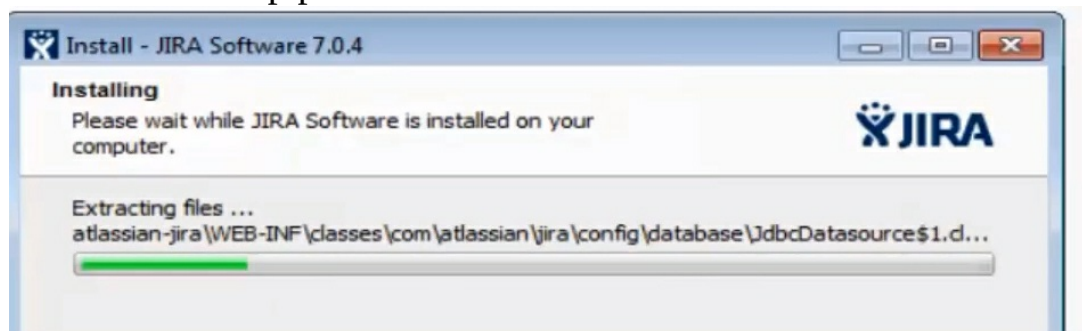 Install - JIRA Software 7.0.4
Installing
Please wait while JIRA Software is installed on your
computer.
JIRA
Extracting files ...
atlassian-jira\WEB-INF\classes\com\atlassian\jira\config\database\JdbcDatasource$1.cl...